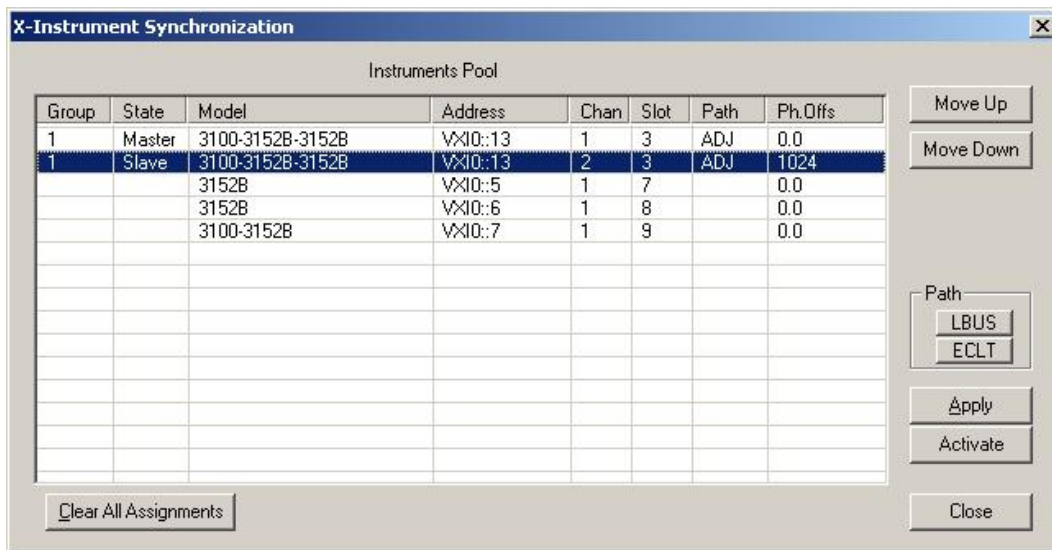 X-Instrument Synchronization
Instruments Pool
Group State Model Address Chan Slot Path Ph.Offs
1 Master 3100-3152B-3152B VXI0::13 1 3 ADJ 0.0
1 Slave 3100-3152B-3152B VXI0::13 2 3 ADJ 1024
3152B VXI0::5 1 7 0.0
3152B VXI0::6 1 8 0.0
3100-3152B VXI0::7 1 9 0.0
Move Up
Move Down
Path
LBUS
ECLT
Apply
Activate
Clear All Assignments
Close